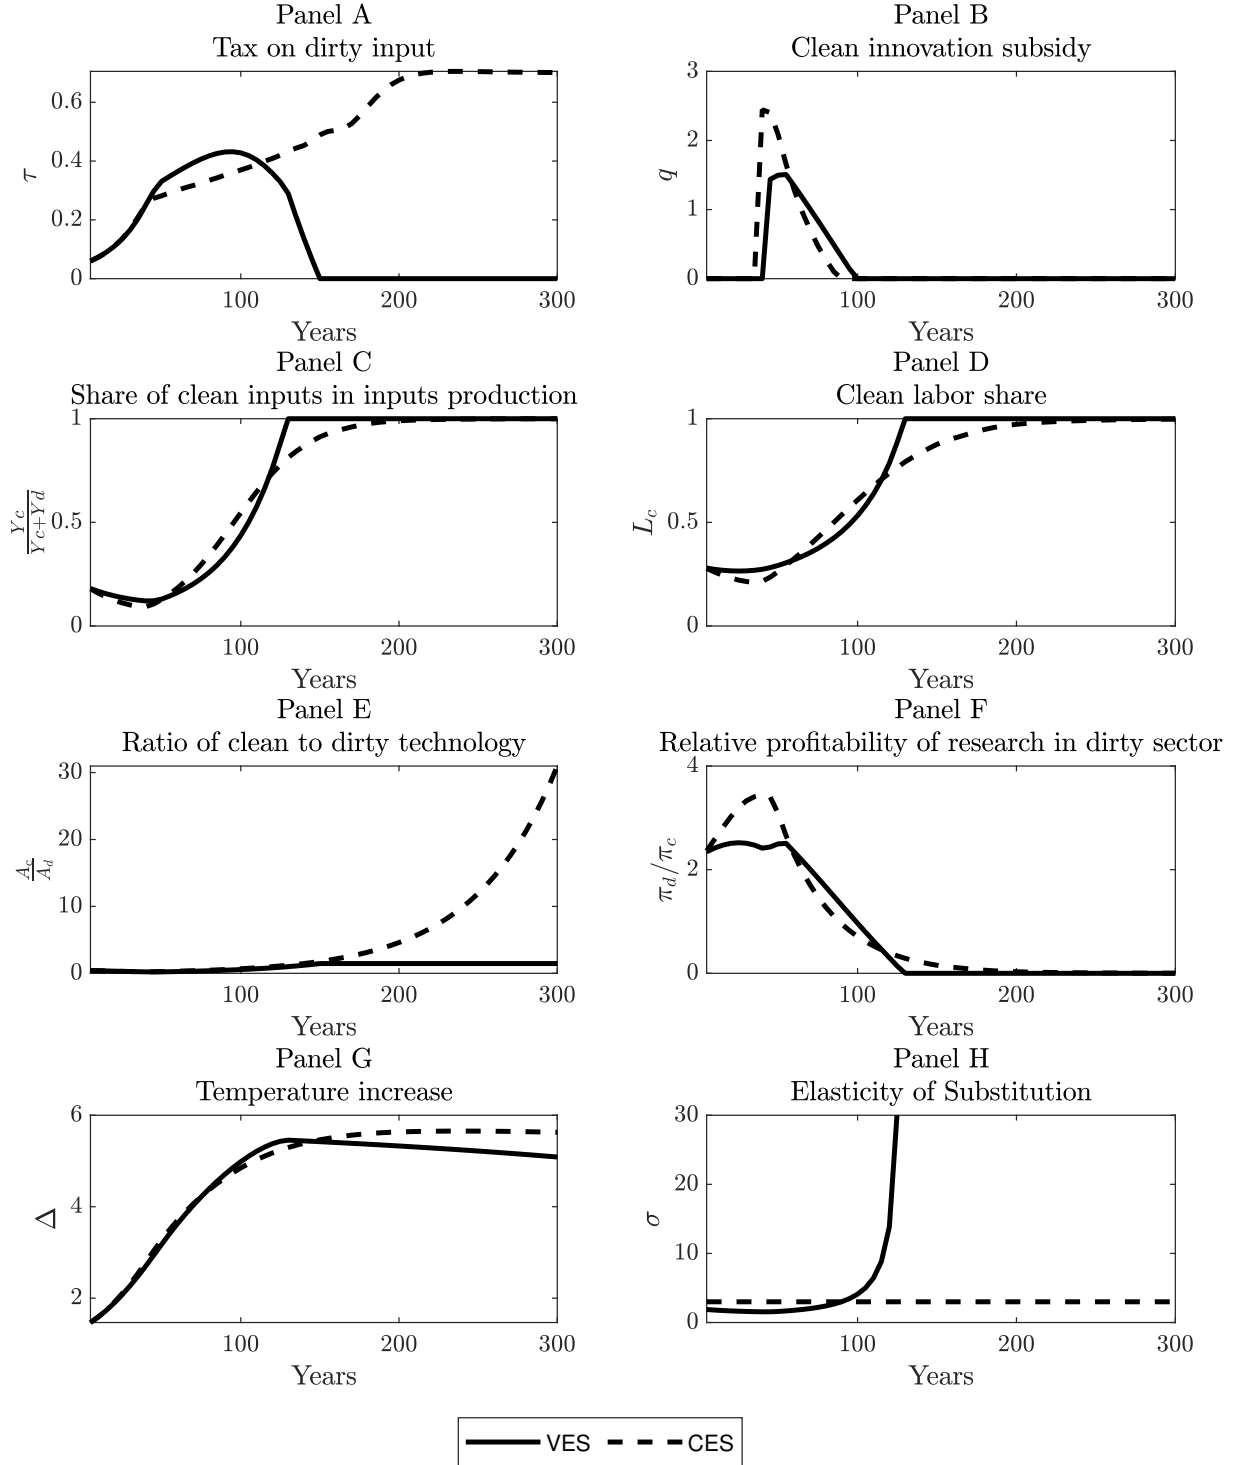 Panel A
Tax on dirty input
τ
0.6
0.4
0.2
0
100 200 300
Years
Panel B
Clean innovation subsidy
q
3
2
1
0
100 200 300
Years
Panel C
Share of clean inputs in inputs production
Yc
Yc+Yd
1
0.5
0
100 200 300
Years
Panel D
Clean labor share
L_c
1
0.5
0
100 200 300
Years
Panel E
Ratio of clean to dirty technology
A_c
A_d
30
20
10
0
100 200 300
Years
Panel F
Relative profitability of research in dirty sector
π_d/π_c
4
2
0
100 200 300
Years
Panel G
Temperature increase
Δ
6
4
2
100 200 300
Years
Panel H
Elasticity of Substitution
σ
30
20
10
0
100 200 300
Years
VES CES